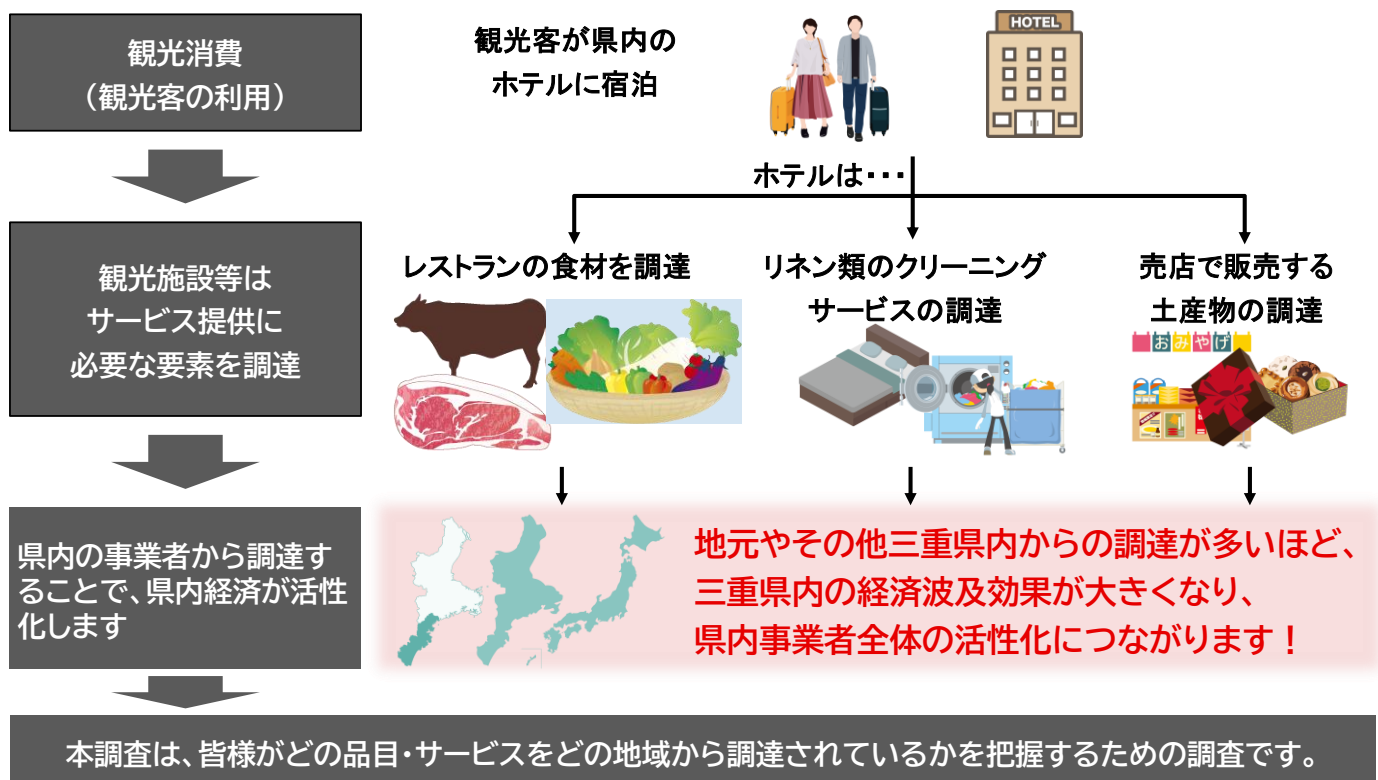 観光消費
（観光客の利用）
観光客が県内の
ホテルに宿泊
HOTEL
ホテルは・・・
観光施設等は
サービス提供に
必要な要素を調達
レストランの食材を調達
リネン類のクリーニング
サービスの調達
売店で販売する
土産物の調達
おみやげ
県内の事業者から調達す
ることで、県内経済が活性
化します
地元やその他三重県内からの調達が多いほど、
三重県内の経済波及効果が大きくなり、
県内事業者全体の活性化につながります！
本調査は、皆様がどの品目・サービスをどの地域から調達されているかを把握するための調査です。